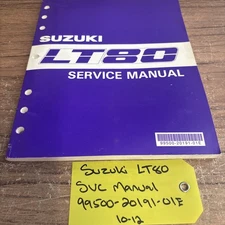 SUZUKI
LT80
SERVICE MANUAL
99500-20191-01E
Suzuki LT80
SVC Manual
99500-20191-01E
10-12